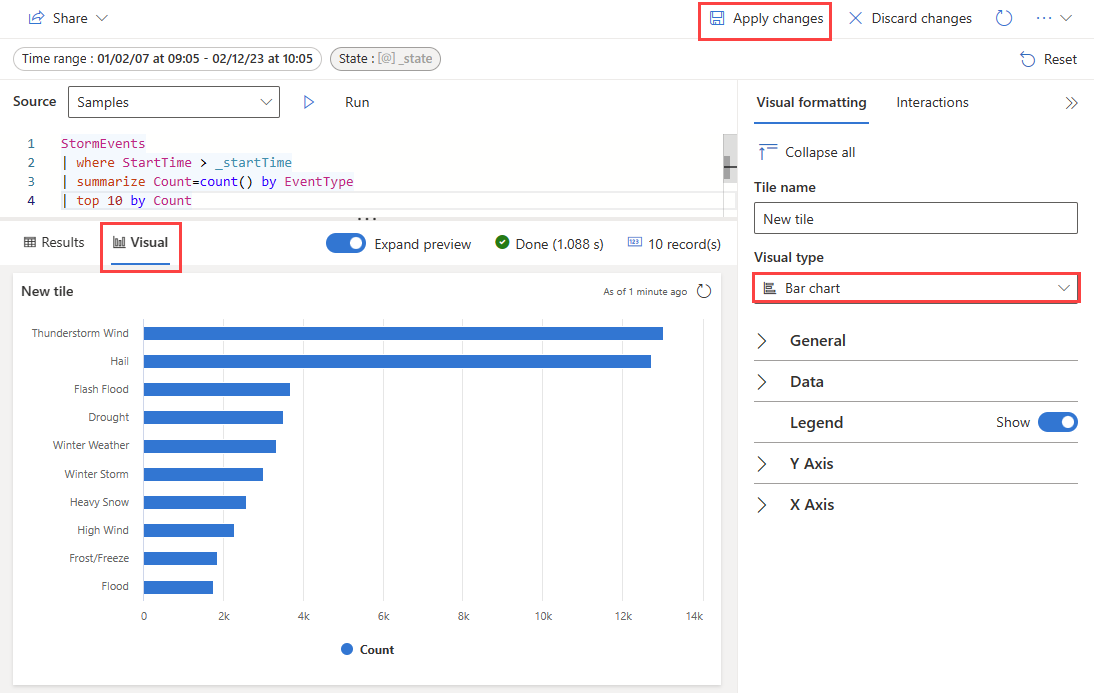 Share
Apply changes
Discard changes
Time range : 01/02/07 at 09:05 - 02/12/23 at 10:05
State : [@] _state
Reset
Source
Samples
Run
1 StormEvents
2 | where StartTime > _startTime
3 | summarize Count=count() by EventType
4 | top 10 by Count
Results
Visual
Expand preview
Done (1.088 s)
123 10 record(s)
New tile
As of 1 minute ago
Thunderstorm Wind
Hail
Flash Flood
Drought
Winter Weather
Winter Storm
Heavy Snow
High Wind
Frost/Freeze
Flood
0 2k 4k 6k 8k 10k 12k 14k
Count
Visual formatting
Interactions
Collapse all
Tile name
New tile
Visual type
Bar chart
General
Data
Legend Show
Y Axis
X Axis